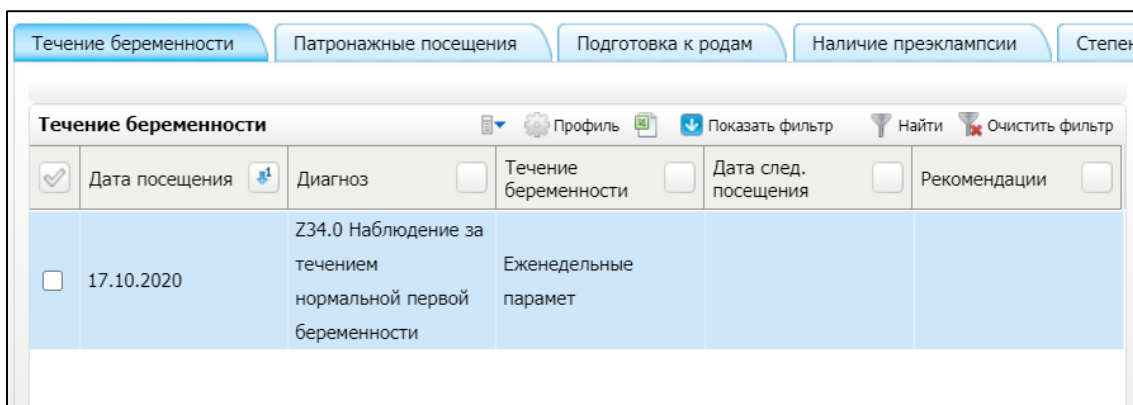 Течение беременности Патронажные посещения Подготовка к родам Наличие преэклампсии Степен
Течение беременности Профиль Показать фильтр Найти Очистить фильтр
Дата посещения 1 Диагноз Течение беременности Дата след. посещения Рекомендации
17.10.2020
Z34.0 Наблюдение за
течением
нормальной первой
беременности
Еженедельные
парамет